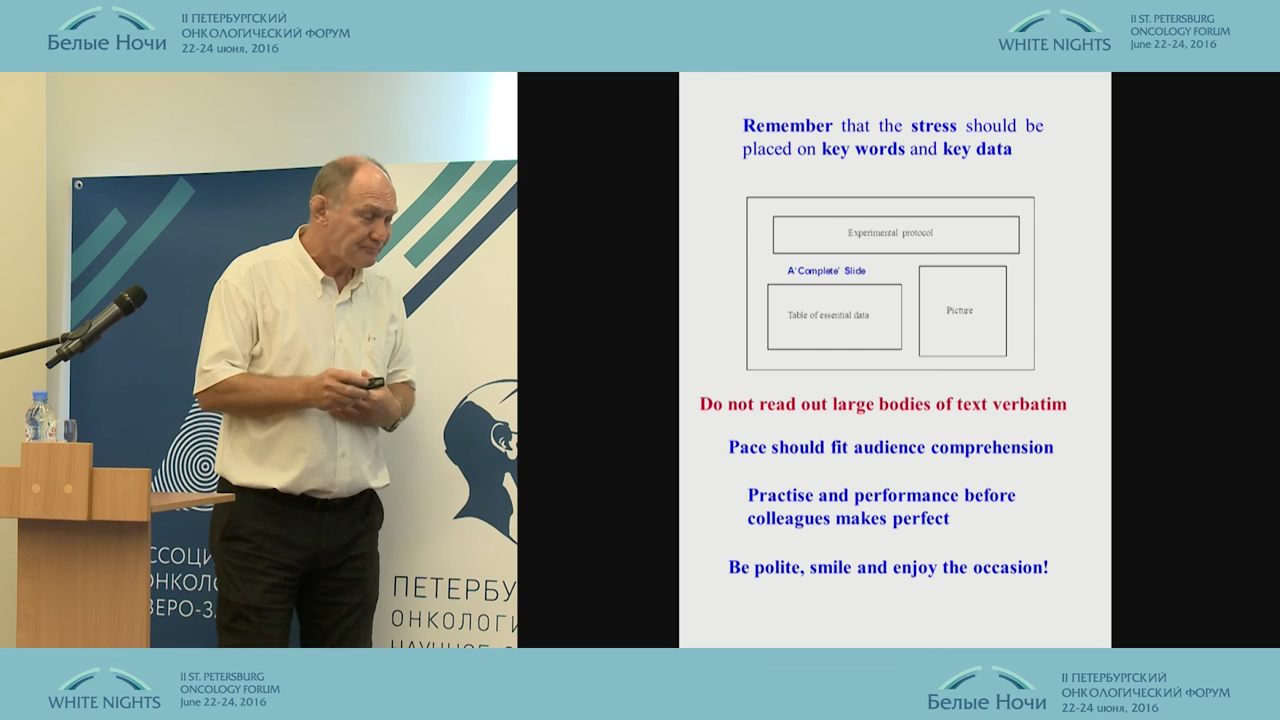 Белые Ночи
II ПЕТЕРБУРГСКИЙ
ОНКОЛОГИЧЕСКИЙ ФОРУМ
22-24 июня, 2016
WHITE NIGHTS
II ST. PETERSBURG
ONCOLOGY FORUM
June 22-24, 2016
Remember that the stress should be
placed on key words and key data
Experimental protocol
A 'Complete' Slide
Table of essential data
Picture
Do not read out large bodies of text verbatim
Pace should fit audience comprehension
Practise and performance before
colleagues makes perfect
Be polite, smile and enjoy the occasion!
ССОЦИ
ОНКОЛО
ВЕРО-З
ПЕТЕРБУ
ОНКОЛОГИ
WHITE NIGHTS
II ST. PETERSBURG
ONCOLOGY FORUM
June 22-24, 2016
Белые Ночи
II ПЕТЕРБУРГСКИЙ
ОНКОЛОГИЧЕСКИЙ ФОРУМ
22-24 июня, 2016